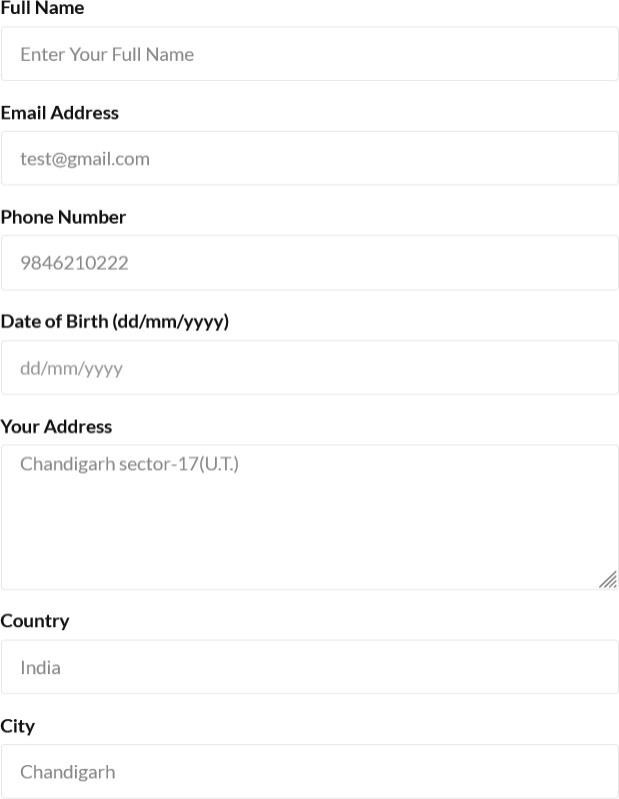 Full Name
Enter Your Full Name
Email Address
test@gmail.com
Phone Number
9846210222
Date of Birth (dd/mm/yyyy)
dd/mm/yyyy
Your Address
Chandigarh sector-17(U.T.)
Country
India
City
Chandigarh